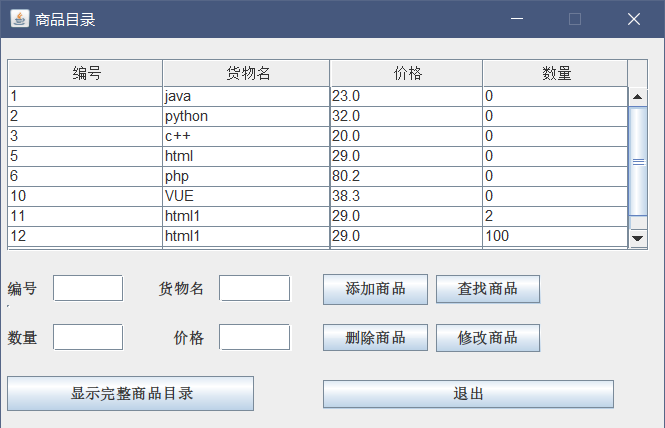 商品目录
编号 货物名 价格 数量
1 java 23.0 0
2 python 32.0 0
3 c++ 20.0 0
5 html 29.0 0
6 php 80.2 0
10 VUE 38.3 0
11 html1 29.0 2
12 html1 29.0 100
编号 货物名 添加商品 查找商品
数量 价格 删除商品 修改商品
显示完整商品目录 退出